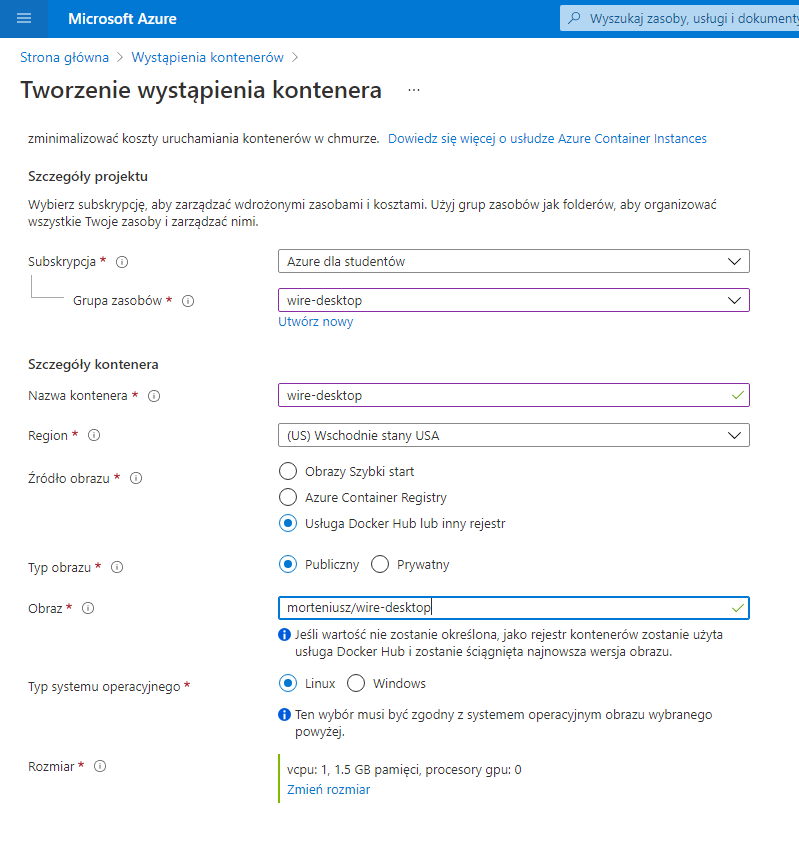 Microsoft Azure
Wyszukaj zasoby, usługi i dokumenty
Strona główna > Wystąpienia kontenerów >
Tworzenie wystąpienia kontenera ...
zminimalizować koszty uruchamiania kontenerów w chmurze. Dowiedz się więcej o usłudze Azure Container Instances
Szczegóły projektu
Wybierz subskrypcję, aby zarządzać wdrożonymi zasobami i kosztami. Użyj grup zasobów jak folderów, aby organizować
wszystkie Twoje zasoby i zarządzać nimi.
Subskrypcja * Azure dla studentów
Grupa zasobów * wire-desktop
Utwórz nowy
Szczegóły kontenera
Nazwa kontenera * wire-desktop
Region * (US) Wschodnie stany USA
Źródło obrazu * Obrazy Szybki start
Azure Container Registry
Usługa Docker Hub lub inny rejestr
Typ obrazu * Publiczny Prywatny
Obraz * morteniusz/wire-desktop
Jeśli wartość nie zostanie określona, jako rejestr kontenerów zostanie użyta
usługa Docker Hub i zostanie ściągnięta najnowsza wersja obrazu.
Typ systemu operacyjnego * Linux Windows
Ten wybór musi być zgodny z systemem operacyjnym obrazu wybranego
powyżej.
Rozmiar * vcpu: 1, 1.5 GB pamięci, procesory gpu: 0
Zmień rozmiar